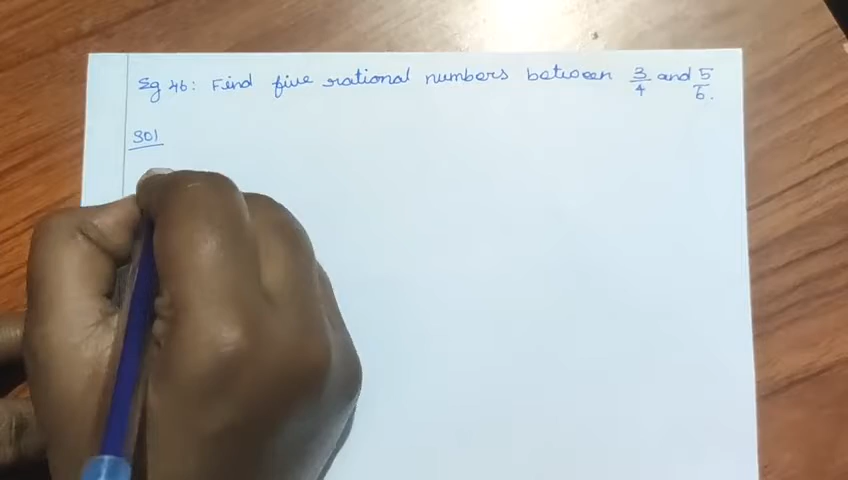 Eg 46: Find five rational numbers between 3/4 and 5/6.
Sol